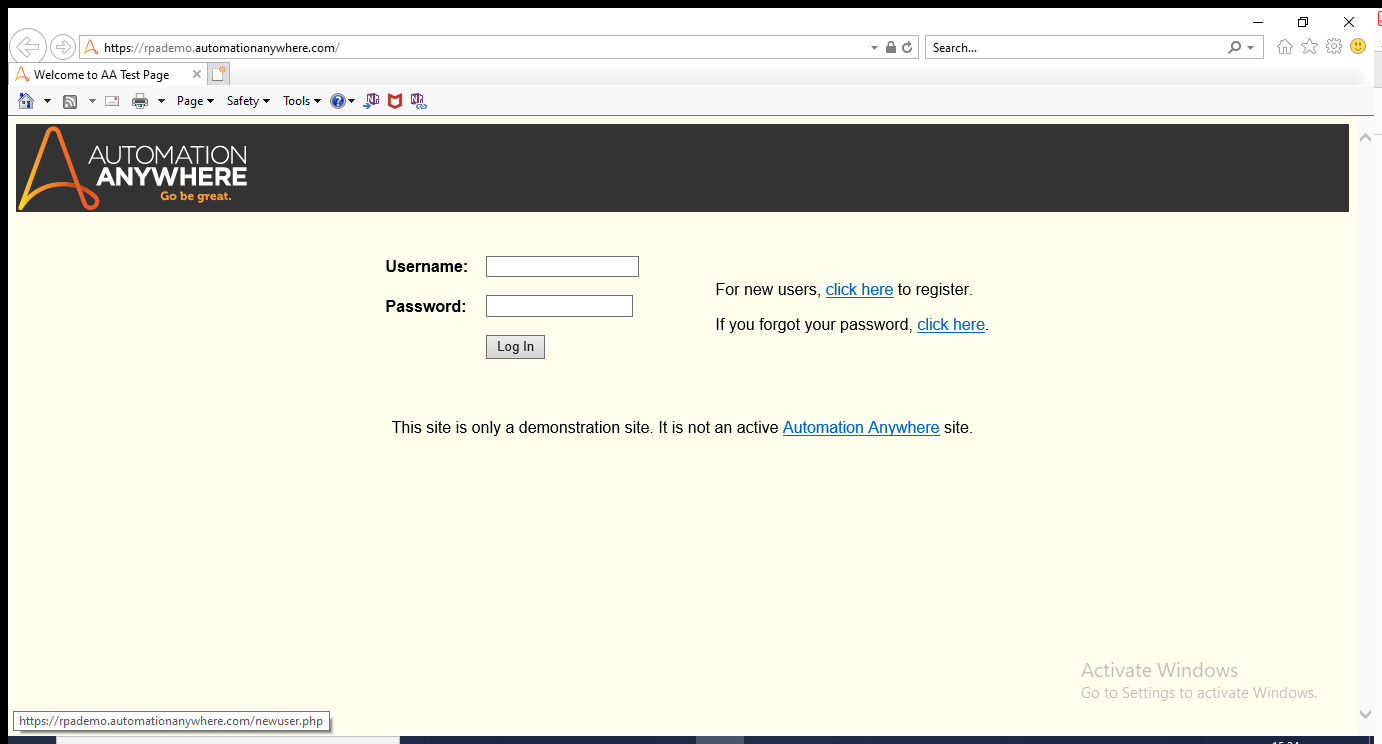 https://rpademo.automationanywhere.com/
Search...
Welcome to AA Test Page
Page Safety Tools
AUTOMATION
ANYWHERE
Go be great.
Username:
Password:
Log In
For new users, click here to register.
If you forgot your password, click here.
This site is only a demonstration site. It is not an active Automation Anywhere site.
Activate Windows
Go to Settings to activate Windows.
https://rpademo.automationanywhere.com/newuser.php